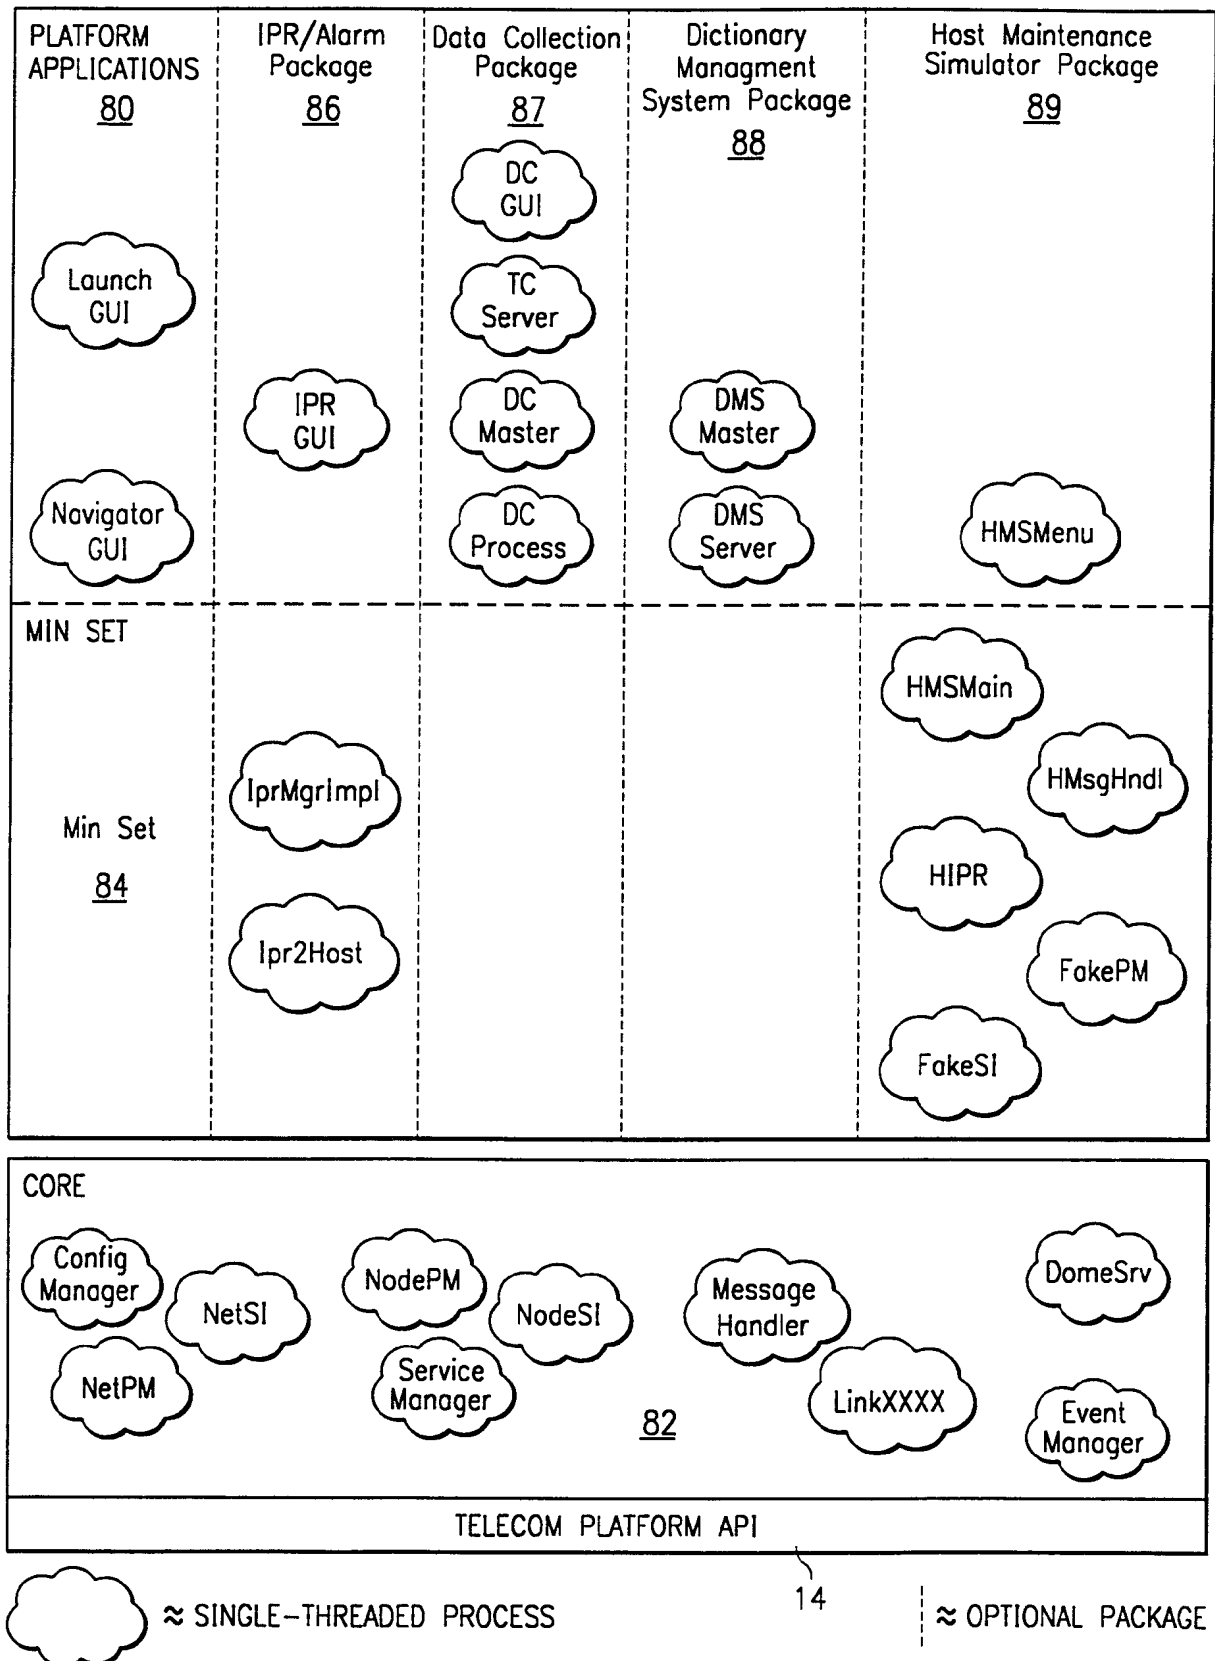 PLATFORM
APPLICATIONS
80
IPR/Alarm
Package
86
Data Collection
Package
87
Dictionary
Managment
System Package
88
Host Maintenance
Simulator Package
89
Launch
GUI
Navigator
GUI
IPR
GUI
DC
GUI
TC
Server
DC
Master
DC
Process
DMS
Master
DMS
Server
HMSMenu
MIN SET
Min Set
84
IprMgrImpl
Ipr2Host
HMSMain
HMsgHndl
HIPR
FakePM
FakeSI
CORE
Config
Manager
NetSI
NetPM
NodePM
NodeSI
Service
Manager
82
Message
Handler
LinkXXXX
DomeSrv
Event
Manager
TELECOM PLATFORM API
14
≈ SINGLE-THREADED PROCESS
≈ OPTIONAL PACKAGE